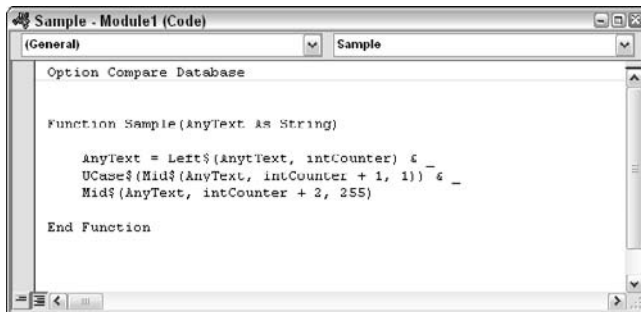 Sample - Module1 (Code)
(General) Sample
Option Compare Database
Function Sample(AnyText As String)
AnyText = Left$(AnytText, intCounter) & _
UCase$(Mid$(AnyText, intCounter + 1, 1)) & _
Mid$(AnyText, intCounter + 2, 255)
End Function